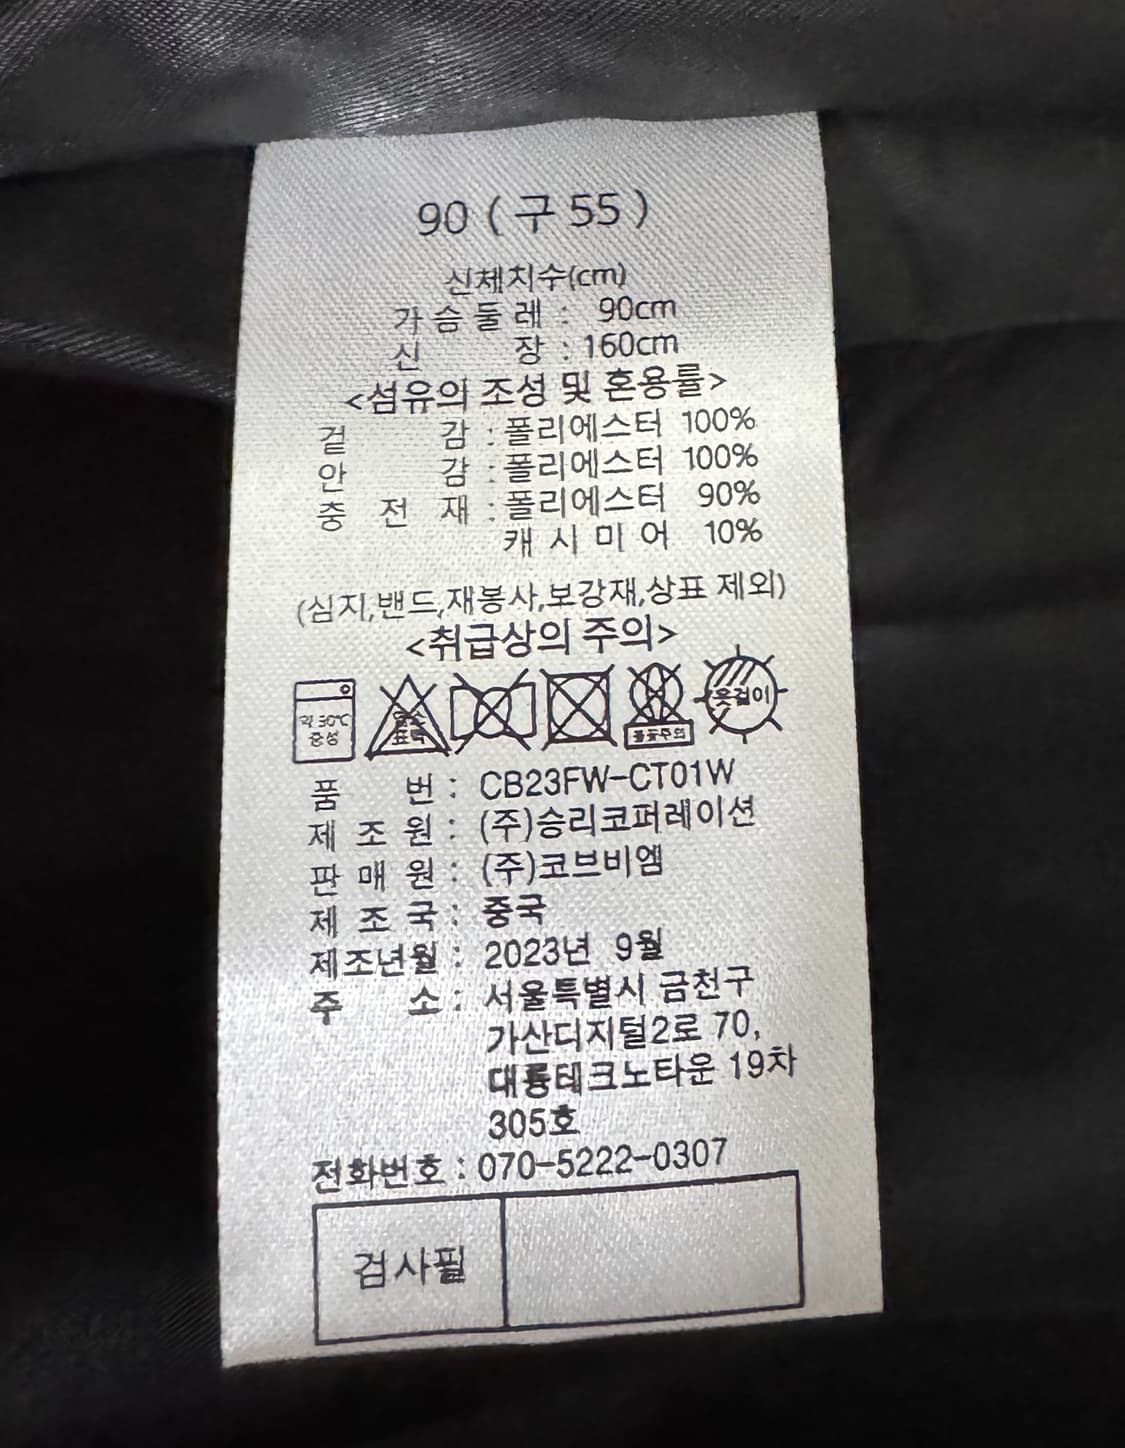 90 ( 구 55 )
신체치수(cm)
가슴둘레 : 90cm
신 장 : 160cm
<섬유의 조성 및 혼용률>
겉 감 : 폴리에스터 100%
안 감 : 폴리에스터 100%
충 전 재 : 폴리에스터 90%
캐 시 미 어 10%
(심지,밴드,재봉사,보강재,상표 제외)
<취급상의 주의>
약 30℃
중성
염소
표백
물품주의
옷걸이
품 번 : CB23FW-CT01W
제 조 원 : (주)승리코퍼레이션
판 매 원 : (주)코브비엠
제 조 국 : 중국
제조년월 : 2023년 9월
주 소 : 서울특별시 금천구
가산디지털2로 70,
대륭테크노타운 19차
305호
전화번호 : 070-5222-0307
검사필